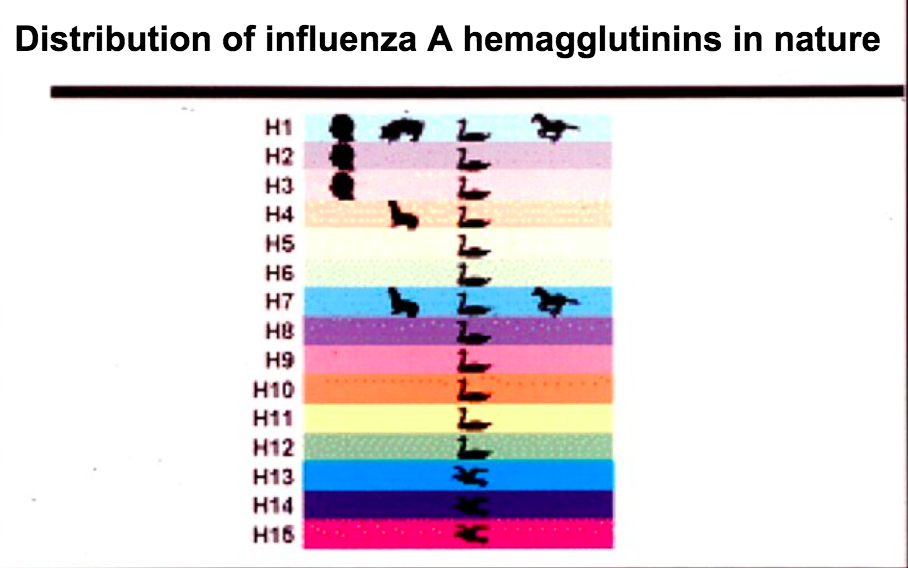 Distribution of influenza A hemagglutinins in nature
H1
H2
H3
H4
H5
H6
H7
H8
H9
H10
H11
H12
H13
H14
H15